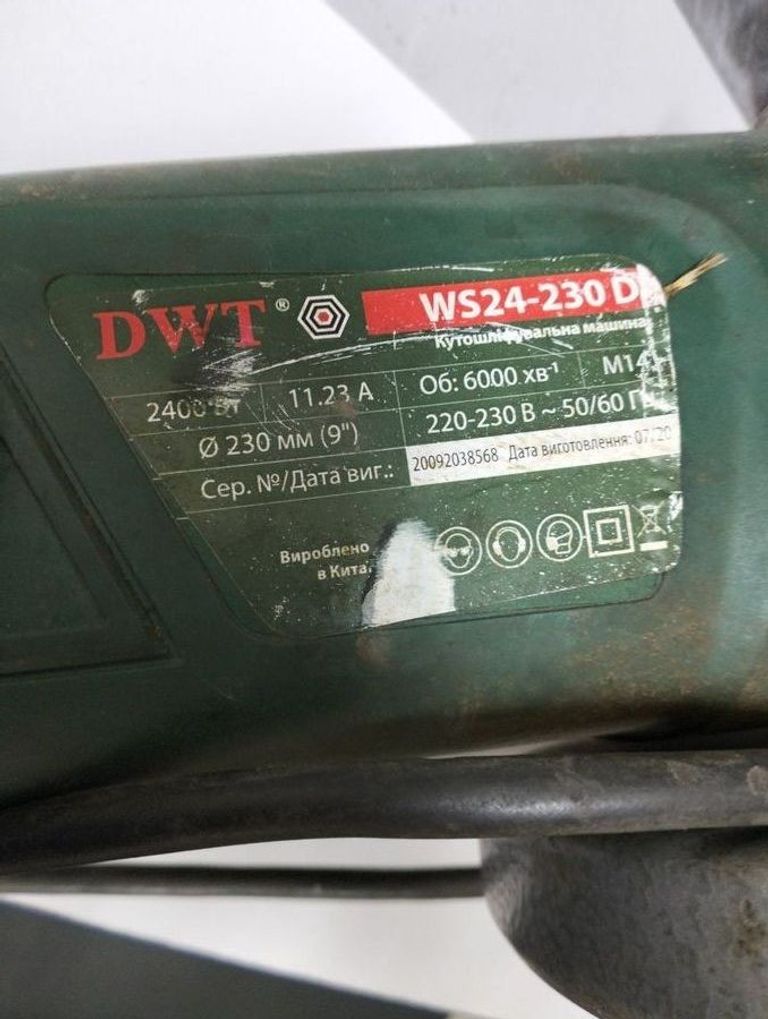 DWT ® WS24-230 D
Кутошліфувальна машина
2400 Вт 11.23 А Об: 6000 хв⁻¹ М14
Ø 230 мм (9") 220-230 В ~ 50/60 Гц
Сер. №/Дата виг.: 20092038568 Дата виготовлення: 07/20
Вироблено
в